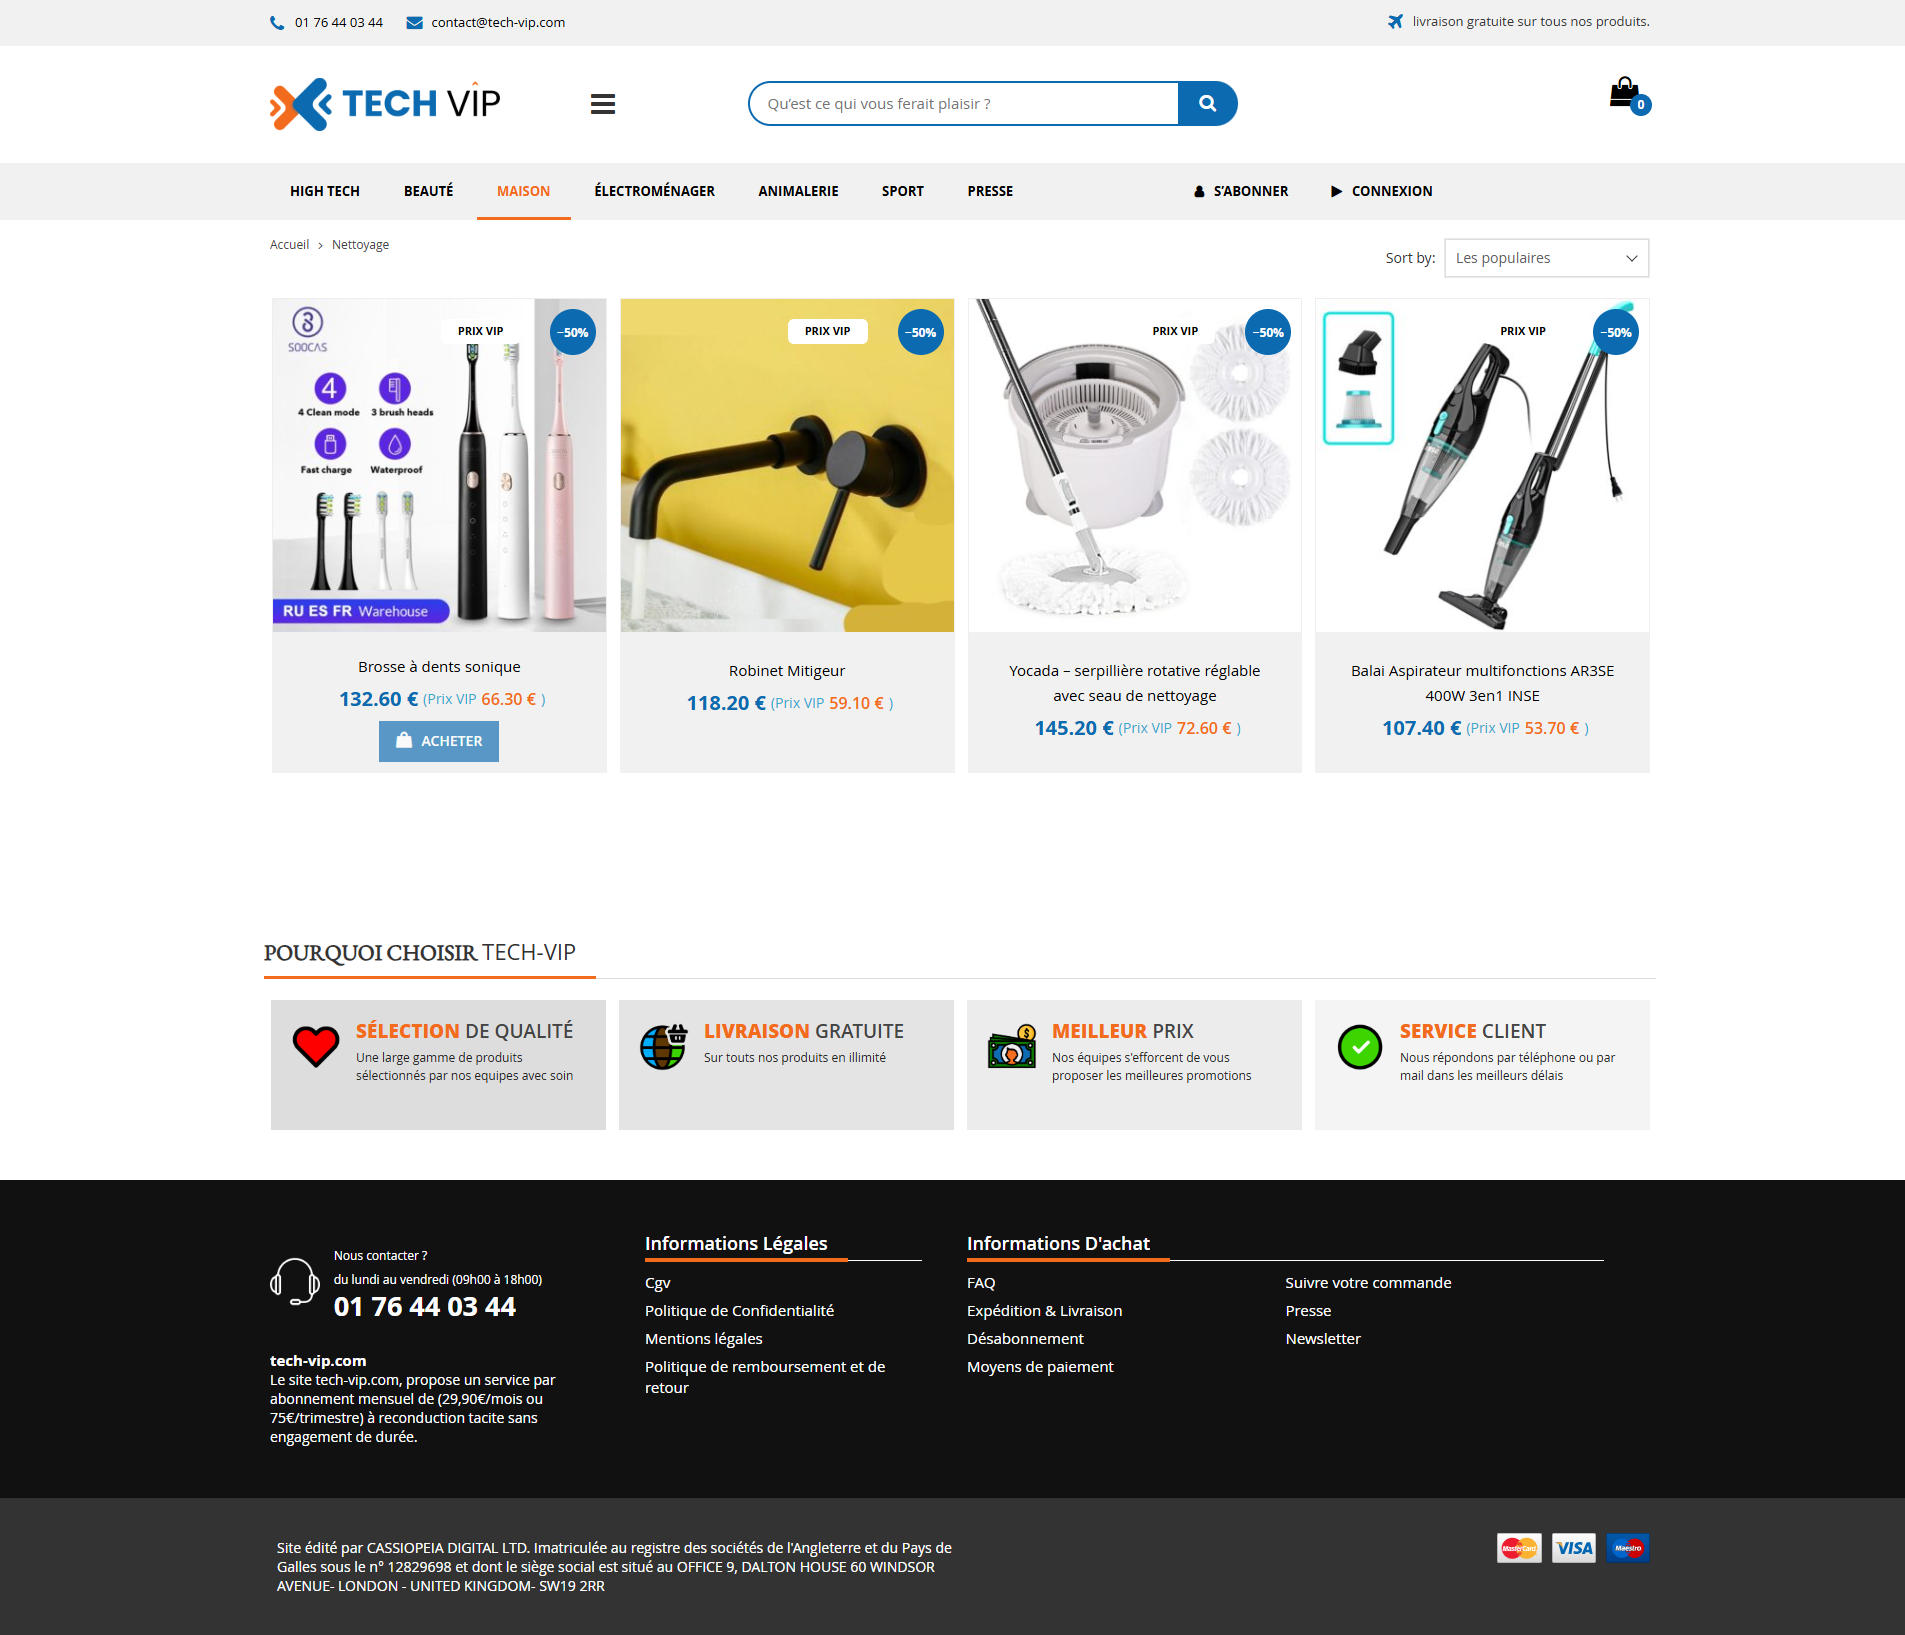 01 76 44 03 44
contact@tech-vip.com
livraison gratuite sur tous nos produits.
TECH VIP
Qu’est ce qui vous ferait plaisir ?
0
HIGH TECH
BEAUTÉ
MAISON
ÉLECTROMÉNAGER
ANIMALERIE
SPORT
PRESSE
S’ABONNER
CONNEXION
Accueil
Nettoyage
Sort by:
Les populaires
SOOCAS
PRIX VIP
–50%
4
4 Clean mode
3 brush heads
Fast charge
Waterproof
RU ES FR Warehouse
PRIX VIP
–50%
PRIX VIP
–50%
PRIX VIP
–50%
Brosse à dents sonique
132.60 € (Prix VIP 66.30 € )
ACHETER
Robinet Mitigeur
118.20 € (Prix VIP 59.10 € )
Yocada – serpillière rotative réglable
avec seau de nettoyage
145.20 € (Prix VIP 72.60 € )
Balai Aspirateur multifonctions AR3SE
400W 3en1 INSE
107.40 € (Prix VIP 53.70 € )
POURQUOI CHOISIR TECH-VIP
SÉLECTION DE QUALITÉ
Une large gamme de produits
sélectionnés par nos equipes avec soin
LIVRAISON GRATUITE
Sur touts nos produits en illimité
MEILLEUR PRIX
Nos équipes s'efforcent de vous
proposer les meilleures promotions
SERVICE CLIENT
Nous répondons par téléphone ou par
mail dans les meilleurs délais
Nous contacter ?
du lundi au vendredi (09h00 à 18h00)
01 76 44 03 44
tech-vip.com
Le site tech-vip.com, propose un service par
abonnement mensuel de (29,90€/mois ou
75€/trimestre) à reconduction tacite sans
engagement de durée.
Informations Légales
Cgv
Politique de Confidentialité
Mentions légales
Politique de remboursement et de
retour
Informations D'achat
FAQ
Expédition & Livraison
Désabonnement
Moyens de paiement
Suivre votre commande
Presse
Newsletter
Site édité par CASSIOPEIA DIGITAL LTD. Imatriculée au registre des sociétés de l'Angleterre et du Pays de
Galles sous le n° 12829698 et dont le siège social est situé au OFFICE 9, DALTON HOUSE 60 WINDSOR
AVENUE- LONDON - UNITED KINGDOM- SW19 2RR
MasterCard
VISA
Maestro